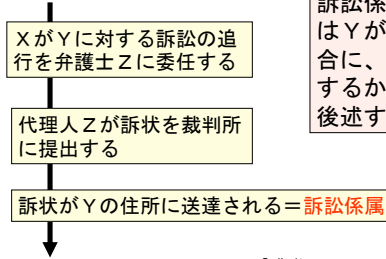 XがYに対する訴訟の追
行を弁護士Zに委任する
代理人Zが訴状を裁判所
に提出する
訴状がYの住所に送達される=訴訟係属
訴訟係
はYが
合に、
するか
後述す